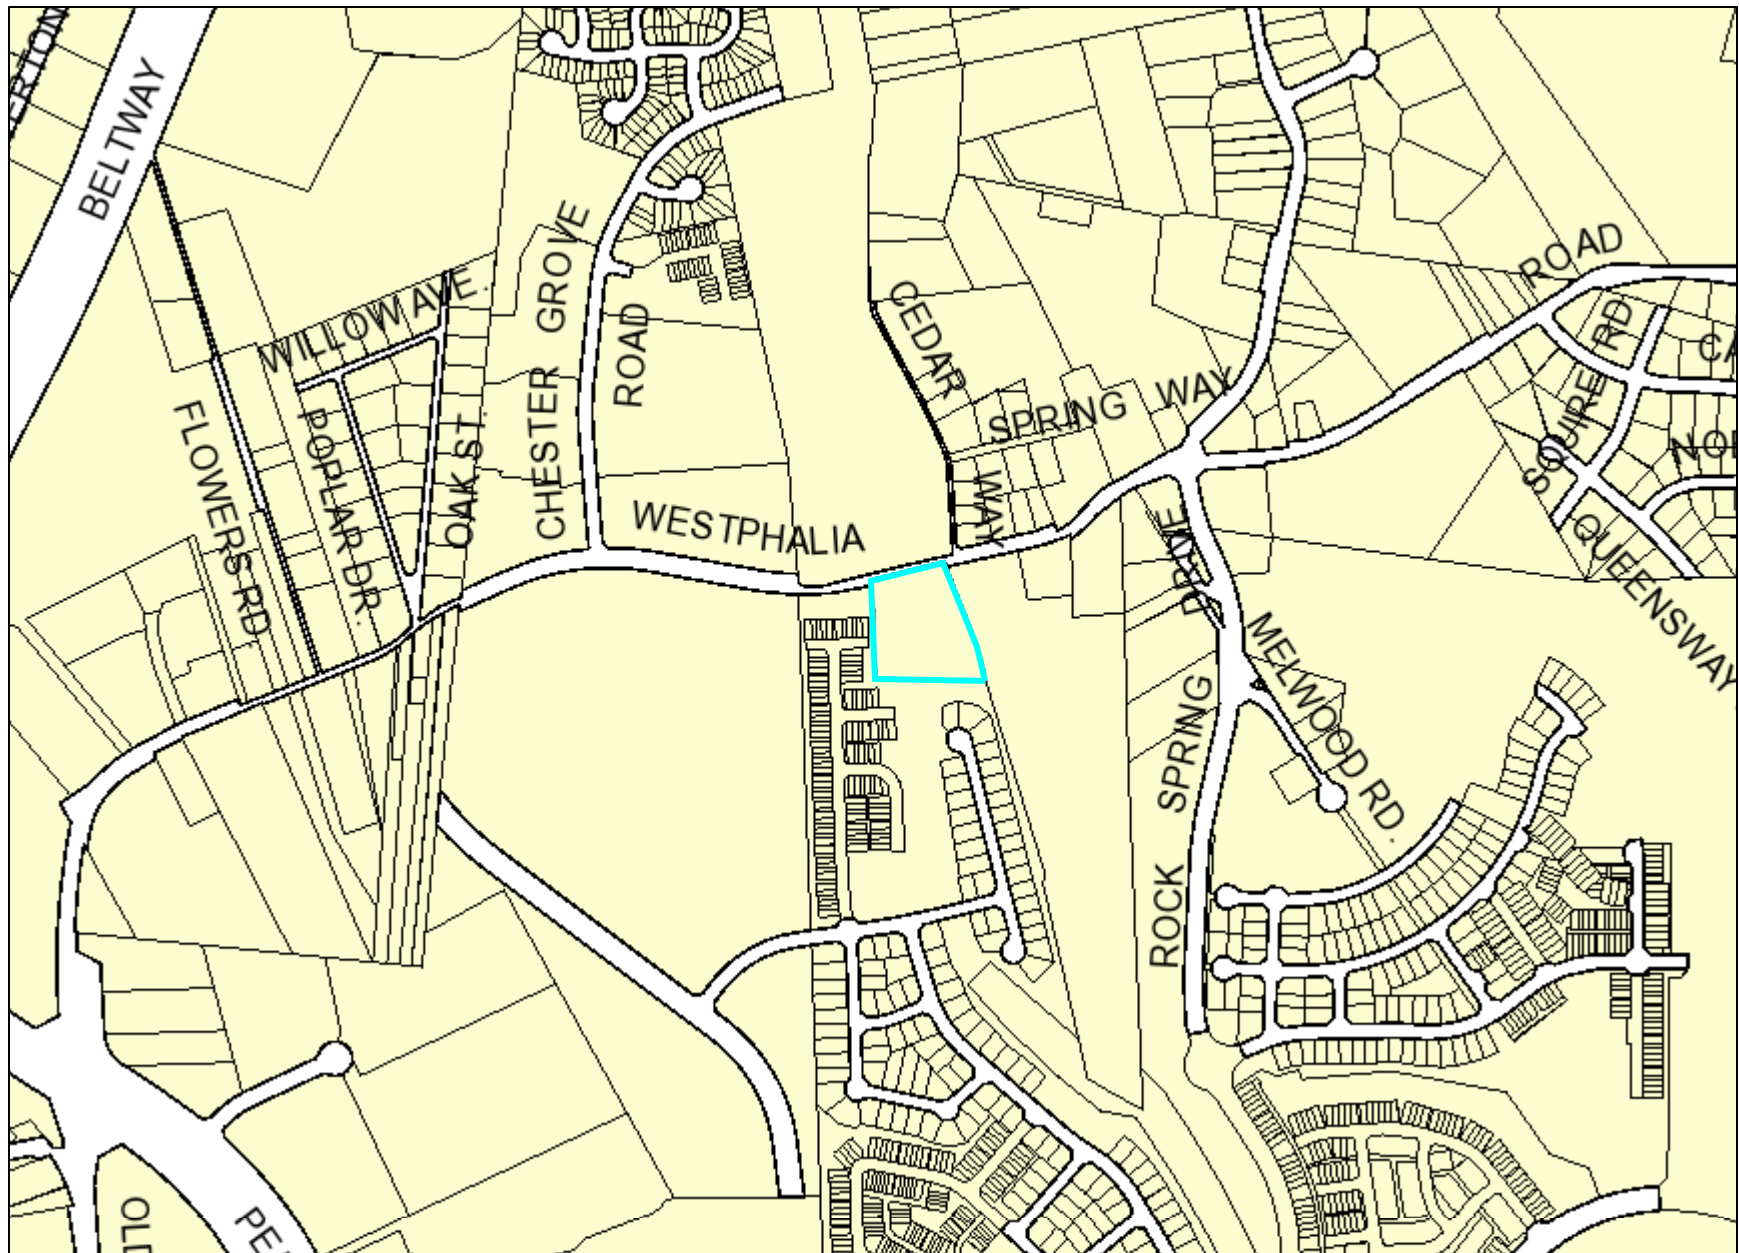 BELTWAY
WILLOW AVE.
FLOWERS RD
POPLAR DR.
OAK ST.
CHESTER GROVE
ROAD
WESTPHALIA
CEDAR
SPRING WAY
WAY
ROAD
SQUIRE RD
QUEENSWAY
DRIVE
MELWOOD RD.
ROCK SPRING